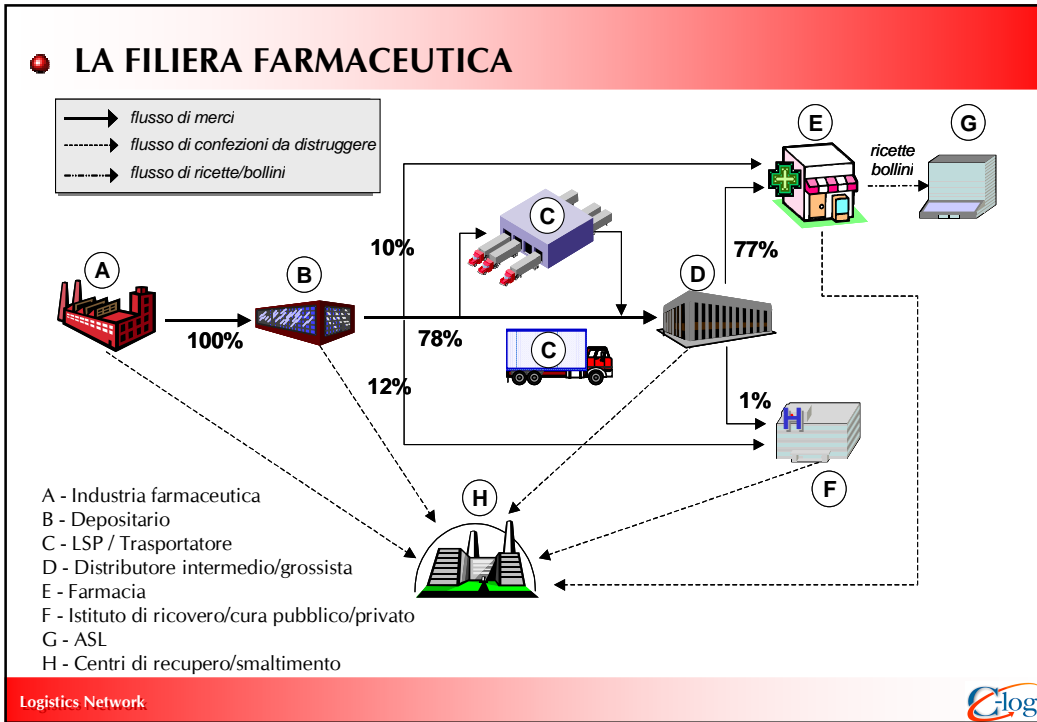 LA FILIERA FARMACEUTICA
flusso di merci
flusso di confezioni da distruggere
flusso di ricette/bollini
E
G
ricette
bollini
C
10%
77%
A
B
D
100%
78%
C
12%
1%
H
H
F
A - Industria farmaceutica
B - Depositario
C - LSP / Trasportatore
D - Distributore intermedio/grossista
E - Farmacia
F - Istituto di ricovero/cura pubblico/privato
G - ASL
H - Centri di recupero/smaltimento
Logistics Network
C-log